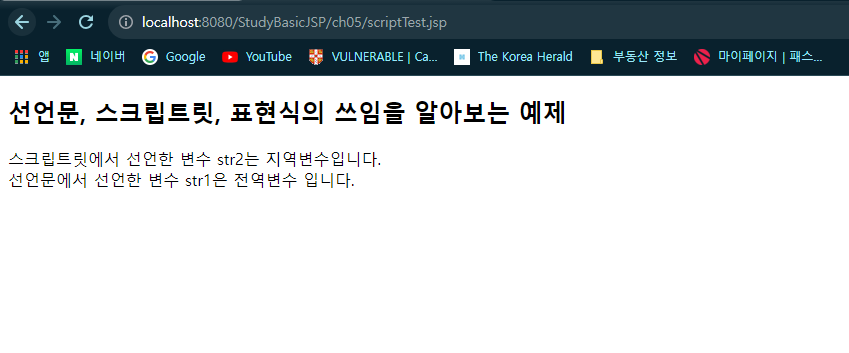 localhost:8080/StudyBasicJSP/ch05/scriptTest.jsp
앱 네이버 Google YouTube VULNERABLE | Ca... The Korea Herald 부동산 정보 마이페이지 | 패스...
선언문, 스크립트릿, 표현식의 쓰임을 알아보는 예제
스크립트릿에서 선언한 변수 str2는 지역변수입니다.
선언문에서 선언한 변수 str1은 전역변수 입니다.